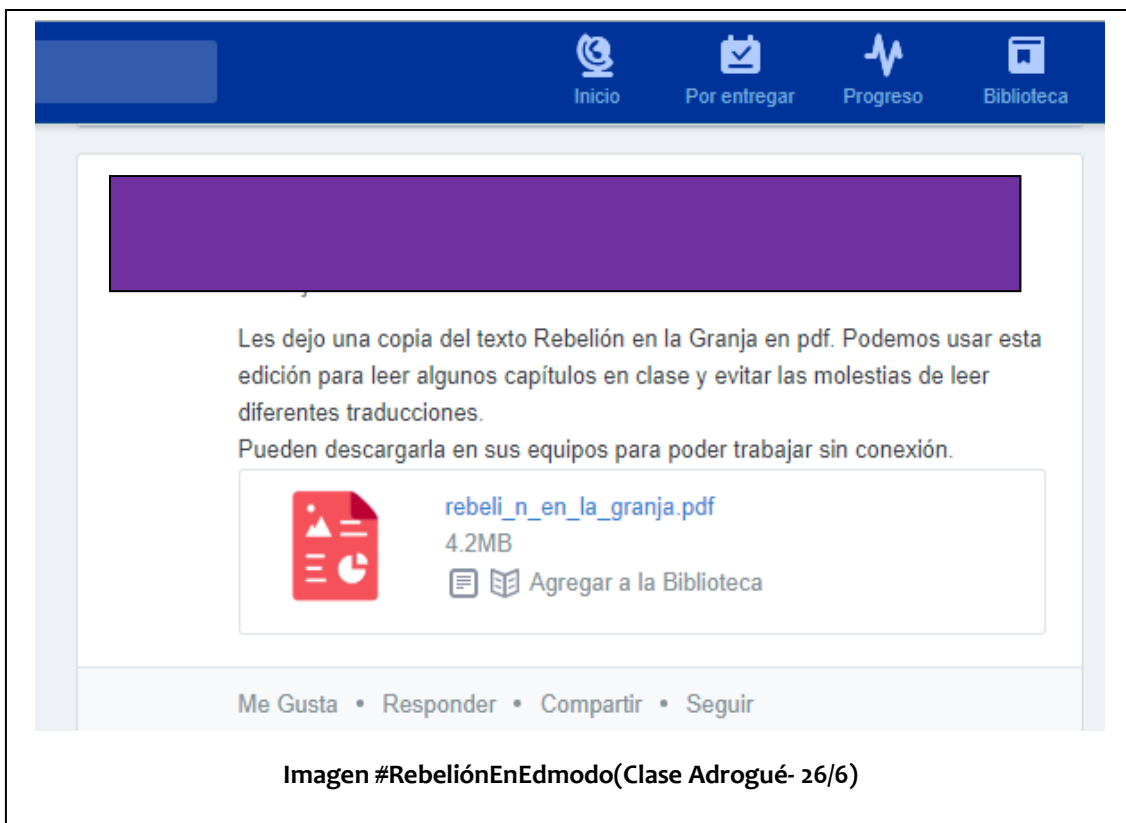 Inicio Por entregar Progreso Biblioteca
Les dejo una copia del texto Rebelión en la Granja en pdf. Podemos usar esta
edición para leer algunos capítulos en clase y evitar las molestias de leer
diferentes traducciones.
Pueden descargarla en sus equipos para poder trabajar sin conexión.
rebeli_n_en_la_granja.pdf
4.2MB
Agregar a la Biblioteca
Me Gusta • Responder • Compartir • Seguir
Imagen #RebeliónEnEdmodo(Clase Adrogué- 26/6)